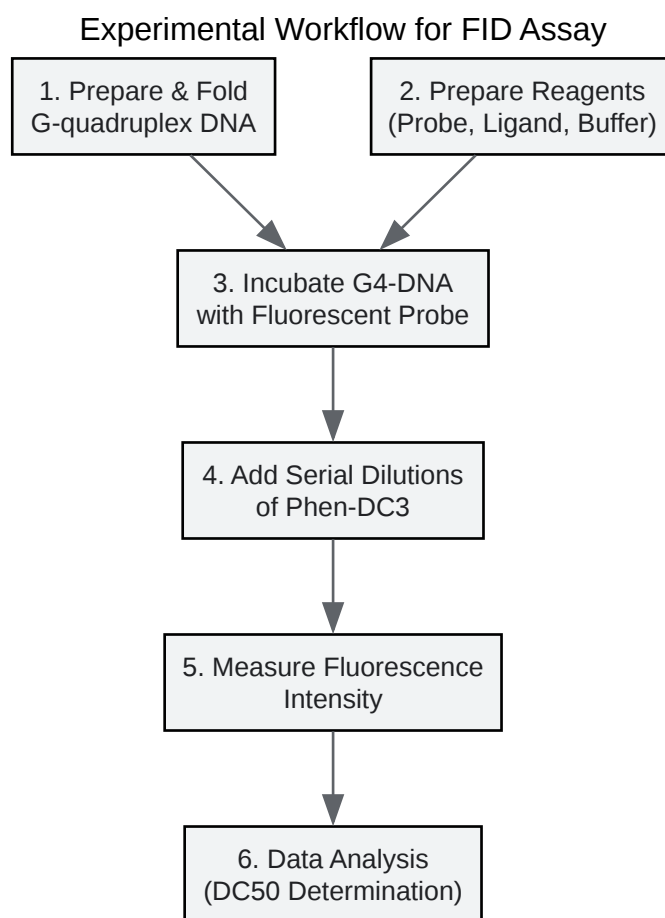 Experimental Workflow for FID Assay
1. Prepare & Fold
G-quadruplex DNA
2. Prepare Reagents
(Probe, Ligand, Buffer)
3. Incubate G4-DNA
with Fluorescent Probe
4. Add Serial Dilutions
of Phen-DC3
5. Measure Fluorescence
Intensity
6. Data Analysis
(DC50 Determination)